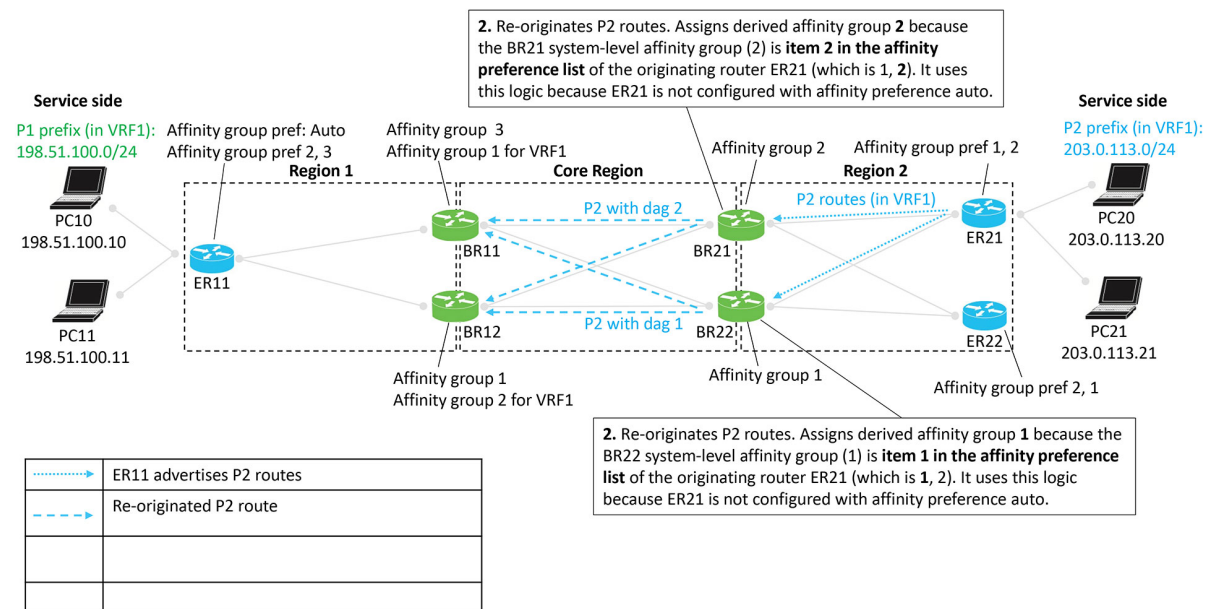 2. Re-originates P2 routes. Assigns derived affinity group 2 because
the BR21 system-level affinity group (2) is item 2 in the affinity
preference list of the originating router ER21 (which is 1, 2). It uses
this logic because ER21 is not configured with affinity preference auto.
Service side
P1 prefix (in VRF1):
198.51.100.0/24
Affinity group pref: Auto
Affinity group pref 2, 3
Affinity group 3
Affinity group 1 for VRF1
Affinity group 2
Affinity group pref 1, 2
Service side
P2 prefix (in VRF1):
203.0.113.0/24
Region 1
Core Region
Region 2
PC10
198.51.100.10
P2 with dag 2
P2 routes (in VRF1)
PC20
203.0.113.20
BR11
BR21
ER21
ER11
PC11
198.51.100.11
BR12
P2 with dag 1
BR22
ER22
PC21
203.0.113.21
Affinity group 1
Affinity group 2 for VRF1
Affinity group 1
Affinity group pref 2, 1
2. Re-originates P2 routes. Assigns derived affinity group 1 because the
BR22 system-level affinity group (1) is item 1 in the affinity preference
list of the originating router ER21 (which is 1, 2). It uses this logic
because ER21 is not configured with affinity preference auto.
ER11 advertises P2 routes
Re-originated P2 route